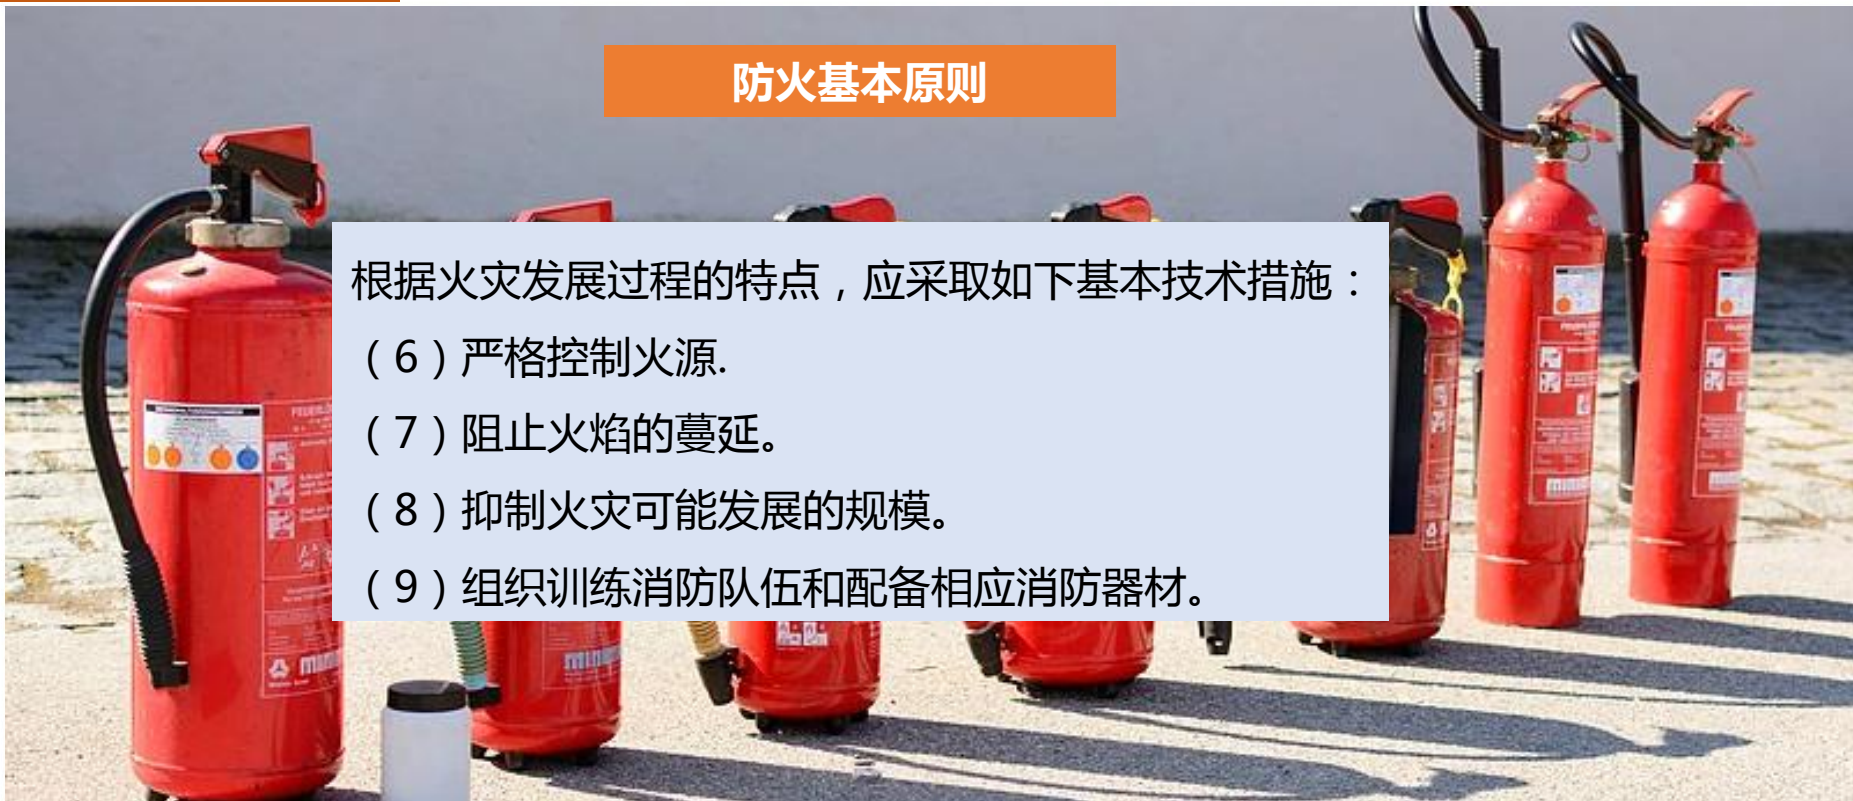 防火基本原则
根据火灾发展过程的特点，应采取如下基本技术措施：
（6）严格控制火源.
（7）阻止火焰的蔓延。
（8）抑制火灾可能发展的规模。
（9）组织训练消防队伍和配备相应消防器材。